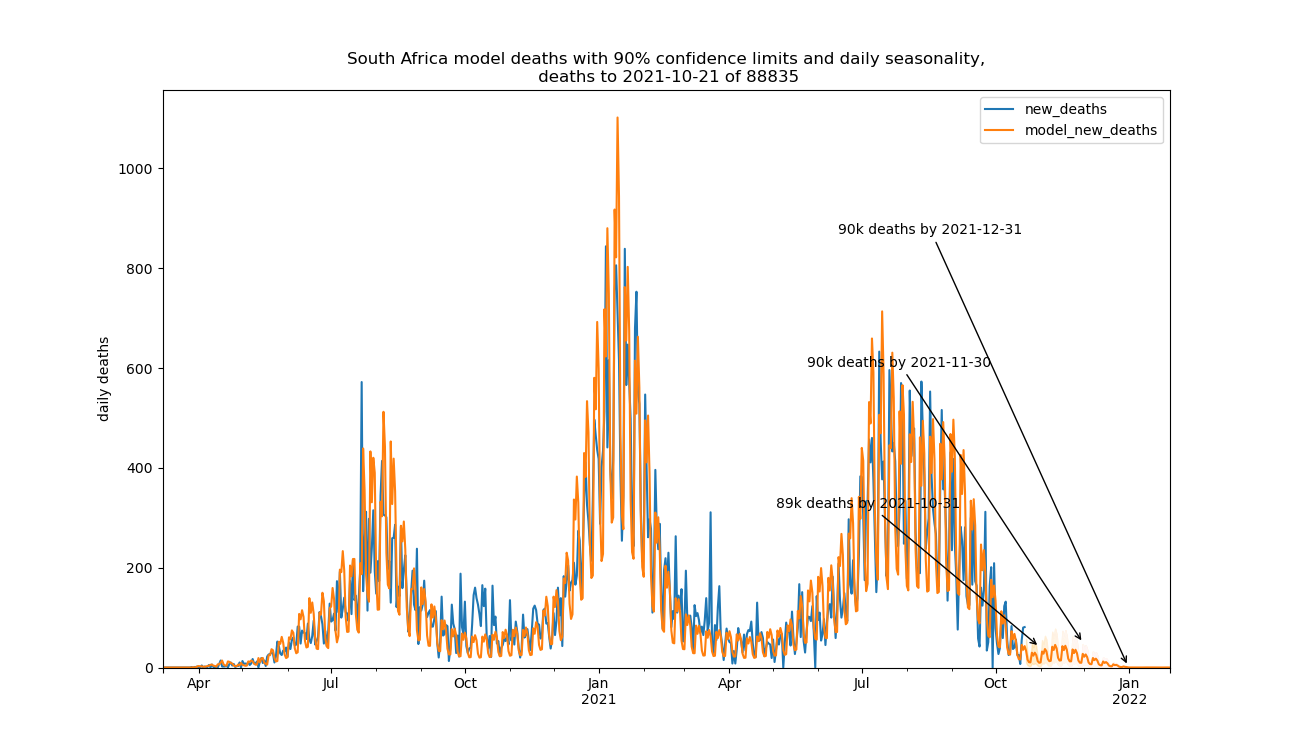 South Africa model deaths with 90% confidence limits and daily seasonality,
deaths to 2021-10-21 of 88835
new_deaths
model_new_deaths
daily deaths
1000
800
600
400
200
0
90k deaths by 2021-12-31
90k deaths by 2021-11-30
89k deaths by 2021-10-31
Apr Jul Oct Jan Apr Jul Oct Jan
2021 2022